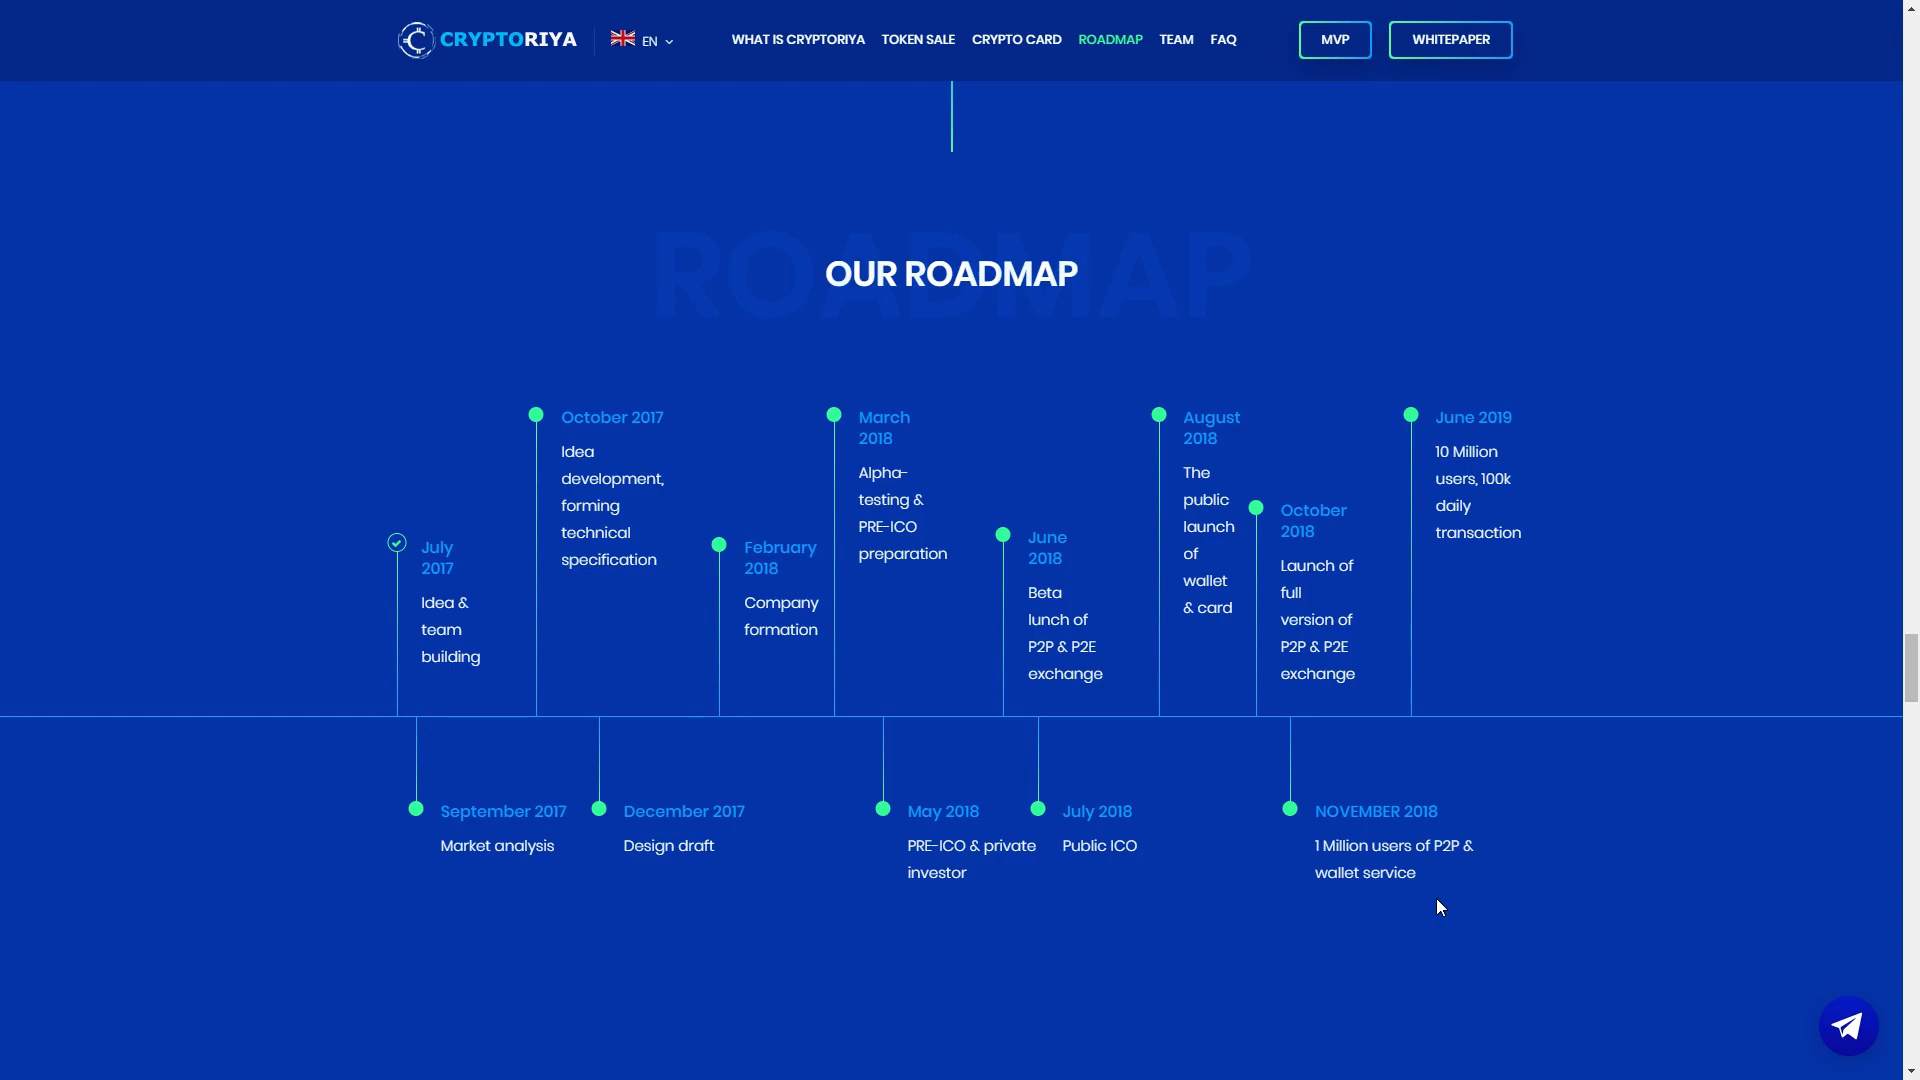 CRYPTORIYA
EN
WHAT IS CRYPTORIYA
TOKEN SALE
CRYPTO CARD
ROADMAP
TEAM
FAQ
MVP
WHITEPAPER
ROADMAP
OUR ROADMAP
July
2017
Idea &
team
building
September 2017
Market analysis
October 2017
Idea
development,
forming
technical
specification
December 2017
Design draft
February
2018
Company
formation
March
2018
Alpha-
testing &
PRE-ICO
preparation
May 2018
PRE-ICO & private
investor
June
2018
Beta
lunch of
P2P & P2E
exchange
July 2018
Public ICO
August
2018
The
public
launch
of
wallet
& card
October
2018
Launch of
full
version of
P2P & P2E
exchange
NOVEMBER 2018
1 Million users of P2P &
wallet service
June 2019
10 Million
users, 100k
daily
transaction